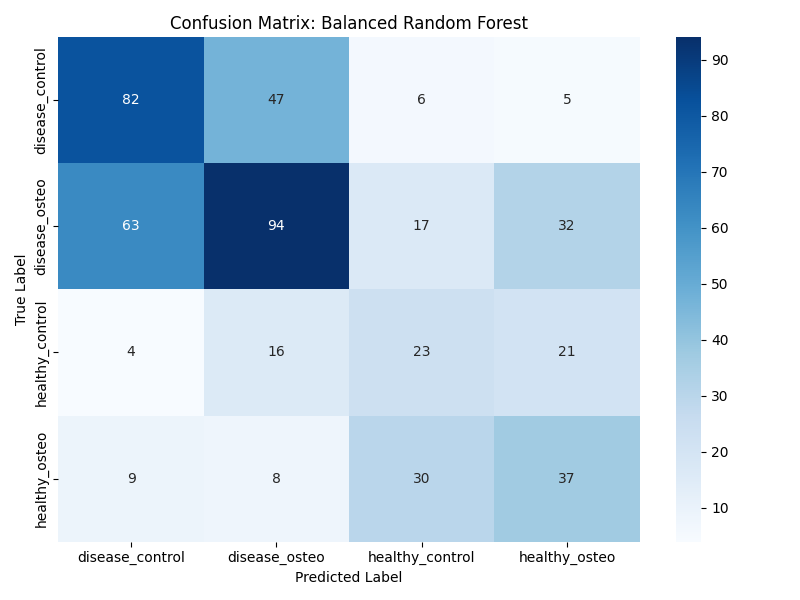 Confusion Matrix: Balanced Random Forest
True Label
disease_control
82 47 6 5
disease_osteo
63 94 17 32
healthy_control
4 16 23 21
healthy_osteo
9 8 30 37
disease_control disease_osteo healthy_control healthy_osteo
Predicted Label
90
80
70
60
50
40
30
20
10